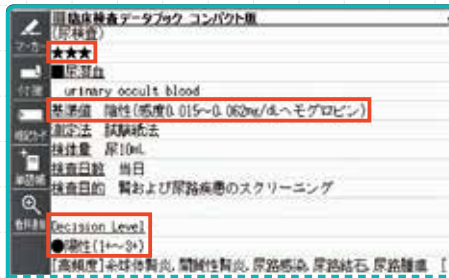 臨床検査データブック コンパクト版
(尿検査)
★★★
■尿潜血
urinary occult blood
基準値 陰性(感度0.015~0.062mg/dLヘモグロビン)
測定法 試験紙法
検体量 尿10mL
検査日数 当日
検査目的 腎および尿路疾患のスクリーニング
Decision Level
●陽性(1+~3+)
[高頻度]糸球体腎炎, 間質性腎炎, 尿路感染, 尿路結石, 尿路腫瘍 [
マーカー
付箋
暗記カード
単語帳